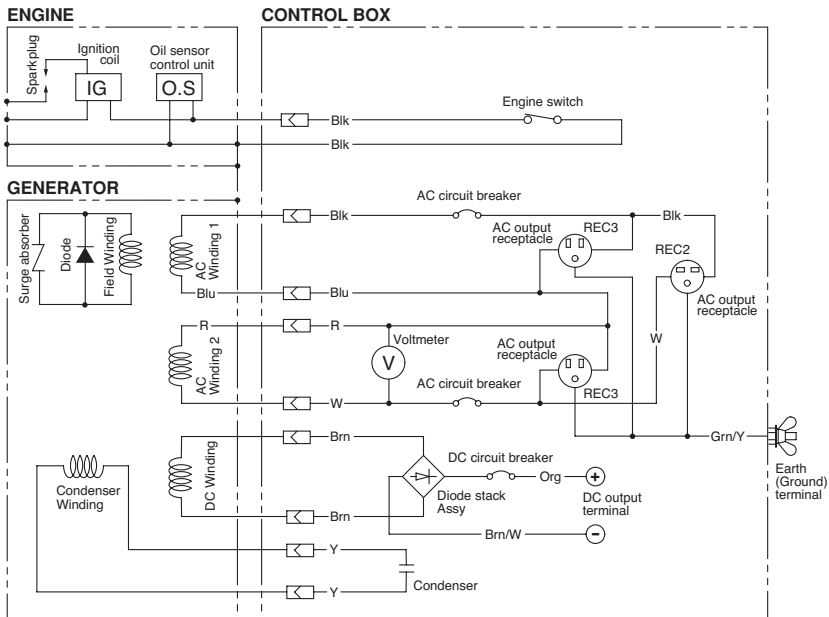 ENGINE
CONTROL BOX
Sparkplug
Ignition
coil
Oil sensor
control unit
IG
O.S
Engine switch
Blk
Blk
GENERATOR
Surge absorber
Diode
Field Winding
AC
Winding 1
Blk
AC circuit breaker
AC output
receptacle
REC3
Blk
REC2
AC output
receptacle
Blu
Blu
R
R
AC
Winding 2
Voltmeter
V
AC output
receptacle
REC3
W
W
AC circuit breaker
Grn/Y
Earth
(Ground)
terminal
DC Winding
Brn
DC circuit breaker
Org
+
DC output
terminal
Diode stack
Assy
Condenser
Winding
Brn
Brn/W
−
Y
Condenser
Y